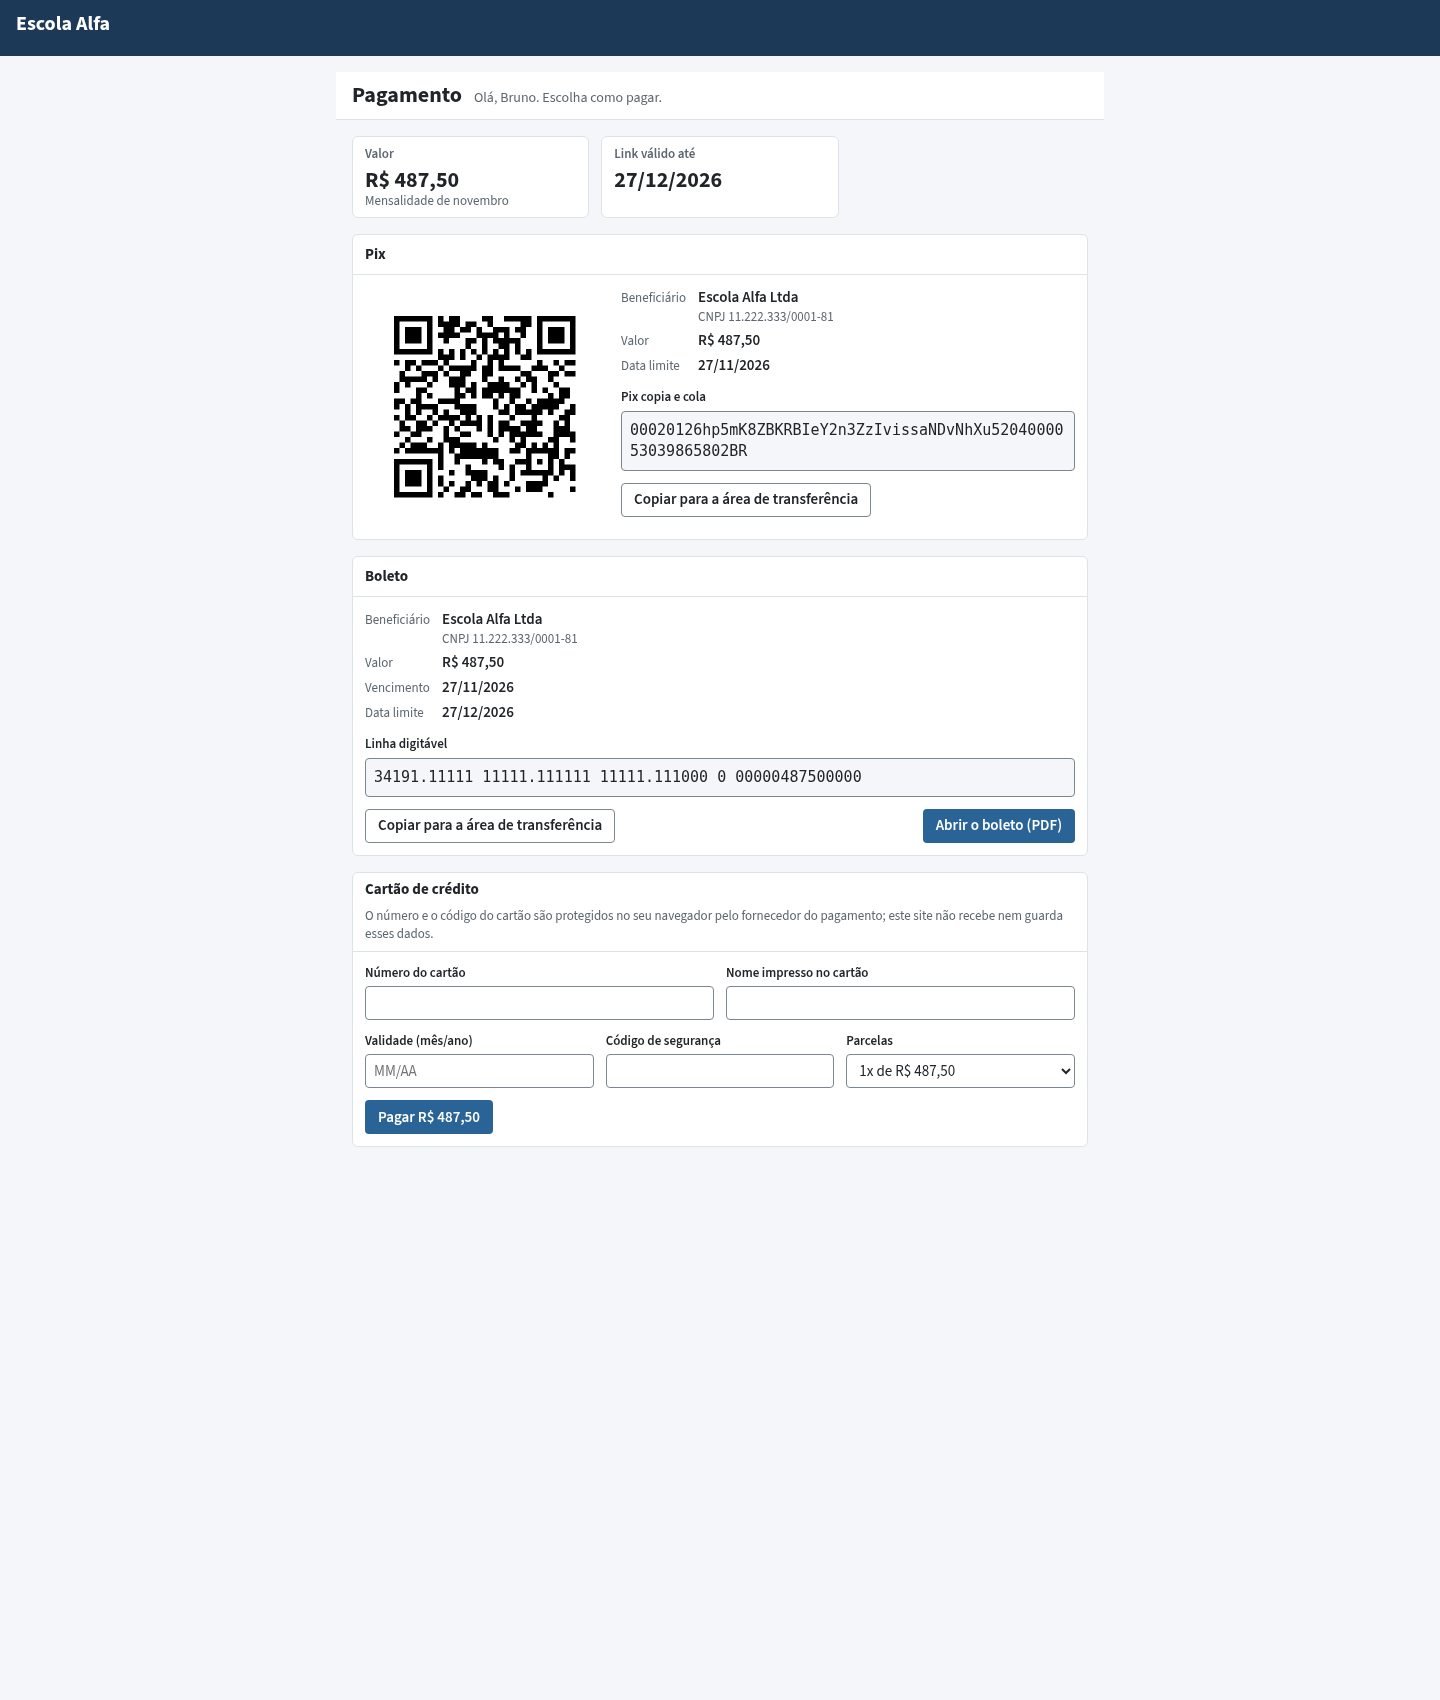 Escola Alfa
Pagamento Olá, Bruno. Escolha como pagar.
Valor
R$ 487,50
Mensalidade de novembro
Link válido até
27/12/2026
Pix
Beneficiário Escola Alfa Ltda
CNPJ 11.222.333/0001-81
Valor R$ 487,50
Data limite 27/11/2026
Pix copia e cola
00020126hp5mK8ZBKRBIeY2n3ZzIvissaNDvNhXu52040000
53039865802BR
Copiar para a área de transferência
Boleto
Beneficiário Escola Alfa Ltda
CNPJ 11.222.333/0001-81
Valor R$ 487,50
Vencimento 27/11/2026
Data limite 27/12/2026
Linha digitável
34191.11111 11111.111111 11111.111000 0 00000487500000
Copiar para a área de transferência Abrir o boleto (PDF)
Cartão de crédito
O número e o código do cartão são protegidos no seu navegador pelo fornecedor do pagamento; este site não recebe nem guarda
esses dados.
Número do cartão Nome impresso no cartão
Validade (mês/ano) Código de segurança Parcelas
MM/AA 1x de R$ 487,50
Pagar R$ 487,50